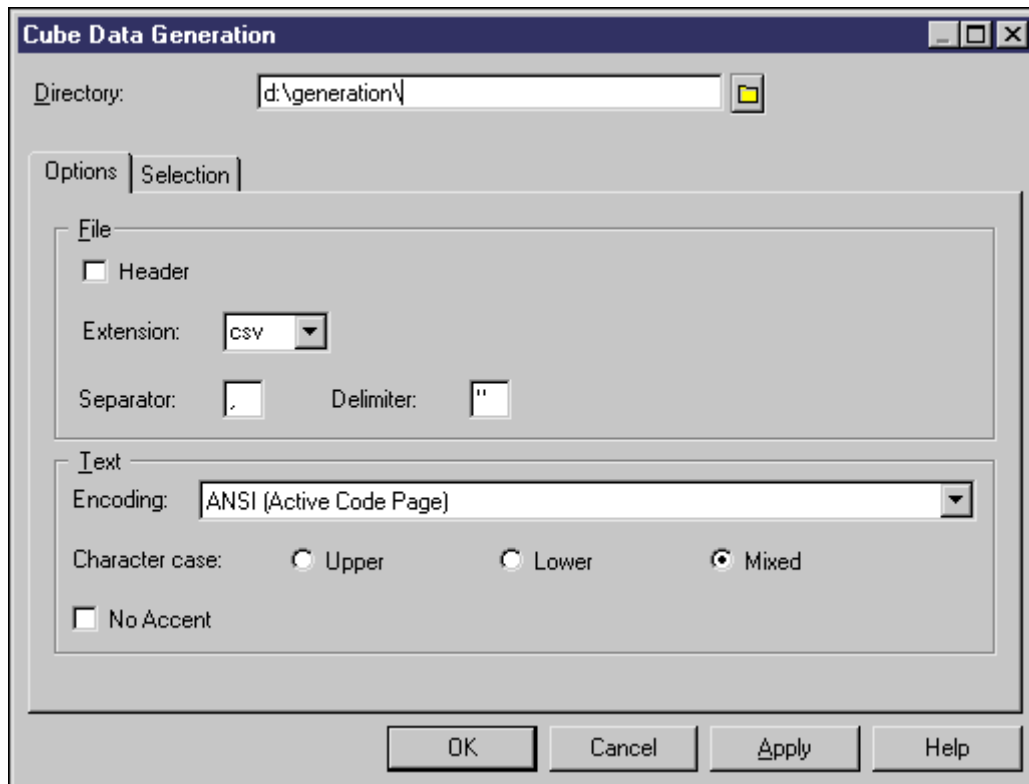 Cube Data Generation
Directory: d:\generation\
Options Selection
File
Header
Extension: csv
Separator: , Delimiter: "
Text
Encoding: ANSI (Active Code Page)
Character case: Upper Lower Mixed
No Accent
OK Cancel Apply Help